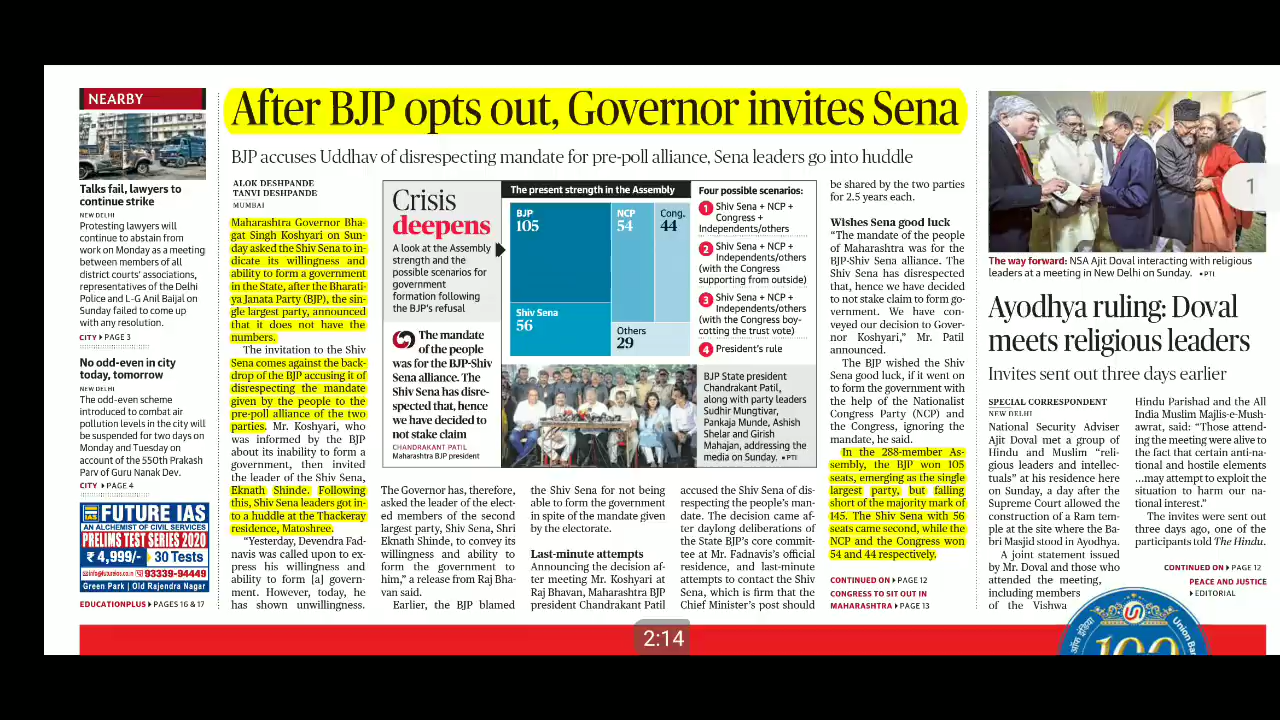 NEARBY
Talks fail, lawyers to
continue strike
NEW DELHI
Protesting lawyers will
continue to abstain from
work on Monday as a meeting
between members of all
district courts' associations,
representatives of the Delhi
Police and L-G Anil Baijal on
Sunday failed to come up
with any resolution.
CITY PAGE 3
No odd-even in city
today, tomorrow
NEW DELHI
The odd-even scheme
introduced to combat air
pollution levels in the city will
be suspended for two days on
Monday and Tuesday on
account of the 550th Prakash
Parv of Guru Nanak Dev.
CITY PAGE 4
FUTURE IAS
AN ALCHEMIST OF CIVIL SERVICES
PRELIMS TEST SERIES 2020
₹ 4,999/- 30 Tests
93339-94449
Green Park | Old Rajendra Nagar
EDUCATIONPLUS PAGES 16 & 17
After BJP opts out, Governor invites Sena
BJP accuses Uddhav of disrespecting mandate for pre-poll alliance, Sena leaders go into huddle
ALOK DESHPANDE
TANVI DESHPANDE
MUMBAI
Maharashtra Governor Bha-
gat Singh Koshyari on Sun-
day asked the Shiv Sena to in-
dicate its willingness and
ability to form a government
in the State, after the Bharati-
ya Janata Party (BJP), the sin-
gle largest party, announced
that it does not have the
numbers.
The invitation to the Shiv
Sena comes against the back-
drop of the BJP accusing it of
disrespecting the mandate
given by the people to the
pre-poll alliance of the two
parties. Mr. Koshyari, who
was informed by the BJP
about its inability to form a
government, then invited
the leader of the Shiv Sena,
Eknath Shinde. Following
this, Shiv Sena leaders got in-
to a huddle at the Thackeray
residence, Matoshree.
"Yesterday, Devendra Fad-
navis was called upon to ex-
press his willingness and
ability to form [a] govern-
ment. However, today, he
has shown unwillingness.
Crisis
deepens
A look at the Assembly
strength and the
possible scenarios for
government
formation following
the BJP's refusal
The mandate
of the people
was for the BJP-Shiv
Sena alliance. The
Shiv Sena has disre-
spected that, hence
we have decided to
not stake claim
CHANDRAKANT PATIL
Maharashtra BJP president
The present strength in the Assembly
BJP
105
NCP
54
Cong.
44
Shiv Sena
56
Others
29
Four possible scenarios:
1 Shiv Sena + NCP +
Congress +
Independents/others
2 Shiv Sena + NCP +
Independents/others
(with the Congress
supporting from outside)
3 Shiv Sena + NCP +
Independents/others
(with the Congress boy-
cotting the trust vote)
4 President's rule
BJP State president
Chandrakant Patil,
along with party leaders
Sudhir Mungtivar,
Pankaja Munde, Ashish
Shelar and Girish
Mahajan, addressing the
media on Sunday. • PTI
The Governor has, therefore,
asked the leader of the elect-
ed members of the second
largest party, Shiv Sena, Shri
Eknath Shinde, to convey its
willingness and ability to
form the government to
him," a release from Raj Bha-
van said.
Earlier, the BJP blamed
the Shiv Sena for not being
able to form the government
in spite of the mandate given
by the electorate.
Last-minute attempts
Announcing the decision af-
ter meeting Mr. Koshyari at
Raj Bhavan, Maharashtra BJP
president Chandrakant Patil
accused the Shiv Sena of dis-
respecting the people's man-
date. The decision came af-
ter daylong deliberations of
the State BJP's core commit-
tee at Mr. Fadnavis's official
residence, and last-minute
attempts to contact the Shiv
Sena, which is firm that the
Chief Minister's post should
be shared by the two parties
for 2.5 years each.
Wishes Sena good luck
"The mandate of the people
of Maharashtra was for the
BJP-Shiv Sena alliance. The
Shiv Sena has disrespected
that, hence we have decided
to not stake claim to form go-
vernment. We have con-
veyed our decision to Gover-
nor Koshyari," Mr. Patil
announced.
The BJP wished the Shiv
Sena good luck, if it went on
to form the government with
the help of the Nationalist
Congress Party (NCP) and
the Congress, ignoring the
mandate, he said.
In the 288-member As-
sembly, the BJP won 105
seats, emerging as the single
largest party, but falling
short of the majority mark of
145. The Shiv Sena with 56
seats came second, while the
NCP and the Congress won
54 and 44 respectively.
CONTINUED ON PAGE 12
CONGRESS TO SIT OUT IN
MAHARASHTRA PAGE 13
1
The way forward: NSA Ajit Doval interacting with religious
leaders at a meeting in New Delhi on Sunday. • PTI
Ayodhya ruling: Doval
meets religious leaders
Invites sent out three days earlier
SPECIAL CORRESPONDENT
NEW DELHI
National Security Adviser
Ajit Doval met a group of
Hindu and Muslim "reli-
gious leaders and intellec-
tuals" at his residence here
on Sunday, a day after the
Supreme Court allowed the
construction of a Ram tem-
ple at the site where the Ba-
bri Masjid stood in Ayodhya.
A joint statement issued
by Mr. Doval and those who
attended the meeting,
including members
of the Vishwa
Hindu Parishad and the All
India Muslim Majlis-e-Mush-
awrat, said: "Those attend-
ing the meeting were alive to
the fact that certain anti-na-
tional and hostile elements
...may attempt to exploit the
situation to harm our na-
tional interest."
The invites were sent out
three days ago, one of the
participants told The Hindu.
CONTINUED ON PAGE 12
PEACE AND JUSTICE
EDITORIAL
Union Ba
100
2:14